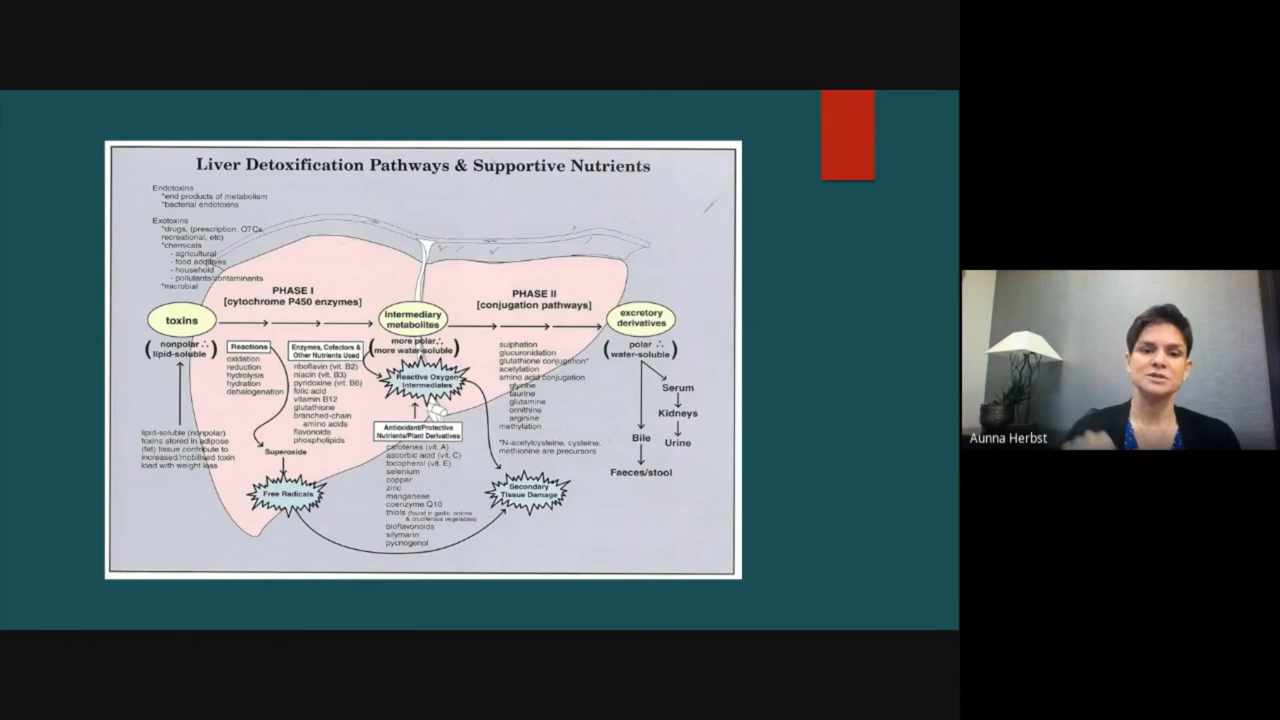 Liver Detoxification Pathways & Supportive Nutrients
Endotoxins
*end products of metabolism
*bacterial endotoxins
Exotoxins
*drugs, (prescription, OTCs,
recreational, etc)
*chemicals
- agricultural
- food additives
- household
- pollutants/contaminants
*microbial
PHASE I
[cytochrome P450 enzymes]
PHASE II
[conjugation pathways]
toxins
(nonpolar ∴
lipid-soluble)
Intermediary
metabolites
(more polar ∴
more water-soluble)
excretory
derivatives
(polar ∴
water-soluble)
Reactions
oxidation
reduction
hydrolysis
hydration
dehalogenation
Enzymes, Cofactors &
Other Nutrients Used
riboflavin (vit. B2)
niacin (vit. B3)
pyridoxine (vit. B6)
folic acid
vitamin B12
glutathione
branched-chain
amino acids
flavonoids
phospholipids
Reactive Oxygen
Intermediates
sulphation
glucuronidation
glutathione conjugation*
acetylation
amino acid conjugation
glycine
taurine
glutamine
ornithine
arginine
methylation
*N-acetylcysteine, cysteine,
methionine are precursors
Serum
Kidneys
Urine
Bile
Faeces/stool
lipid-soluble (nonpolar)
toxins stored in adipose
(fat) tissue contribute to
increased/mobilised toxin
load with weight loss
Superoxide
Free Radicals
Antioxidant/Protective
Nutrients/Plant Derivatives
carotenes (vit. A)
ascorbic acid (vit. C)
tocopherol (vit. E)
selenium
copper
zinc
manganese
coenzyme Q10
thiols (found in garlic, onions
& cruciferous vegetables)
bioflavonoids
silymarin
pycnogenol
Secondary
Tissue Damage
Aunna Herbst